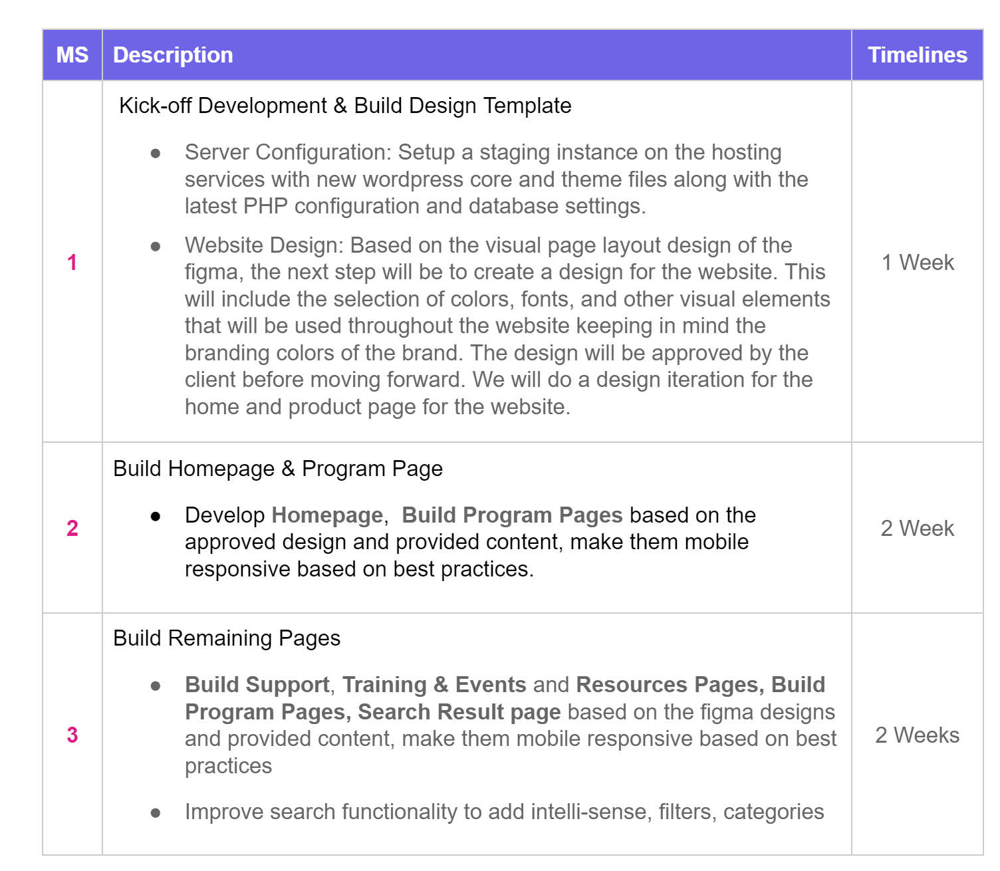 MS Description Timelines
Kick-off Development & Build Design Template
● Server Configuration: Setup a staging instance on the hosting
services with new wordpress core and theme files along with the
latest PHP configuration and database settings.
● Website Design: Based on the visual page layout design of the
1
1 Week
figma, the next step will be to create a design for the website. This
will include the selection of colors, fonts, and other visual elements
that will be used throughout the website keeping in mind the
branding colors of the brand. The design will be approved by the
client before moving forward. We will do a design iteration for the
home and product page for the website.
Build Homepage & Program Page
● Develop Homepage,  Build Program Pages based on the
2
2 Week
approved design and provided content, make them mobile
responsive based on best practices.
Build Remaining Pages
● Build Support, Training & Events and Resources Pages, Build
Program Pages, Search Result page based on the figma designs
3
2 Weeks
and provided content, make them mobile responsive based on best
practices
● Improve search functionality to add intelli-sense, filters, categories